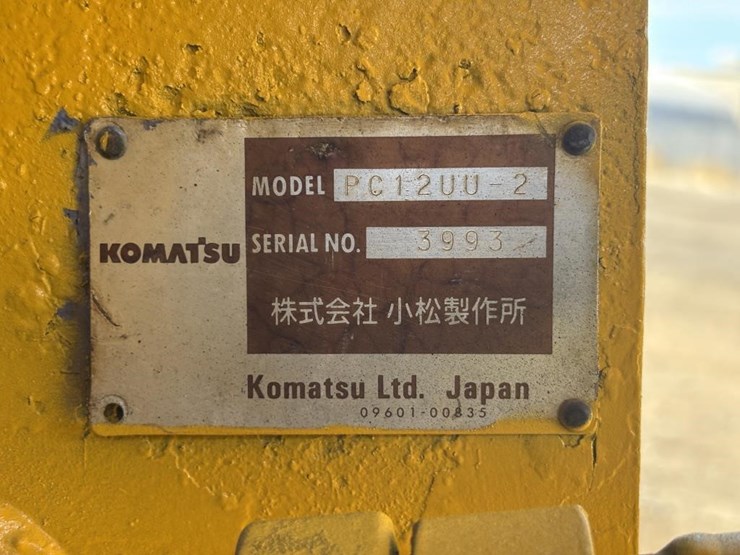 KOMATSU
MODEL PC12UU-2
SERIAL NO. 3993
株式会社 小松製作所
Komatsu Ltd. Japan
09601-00835